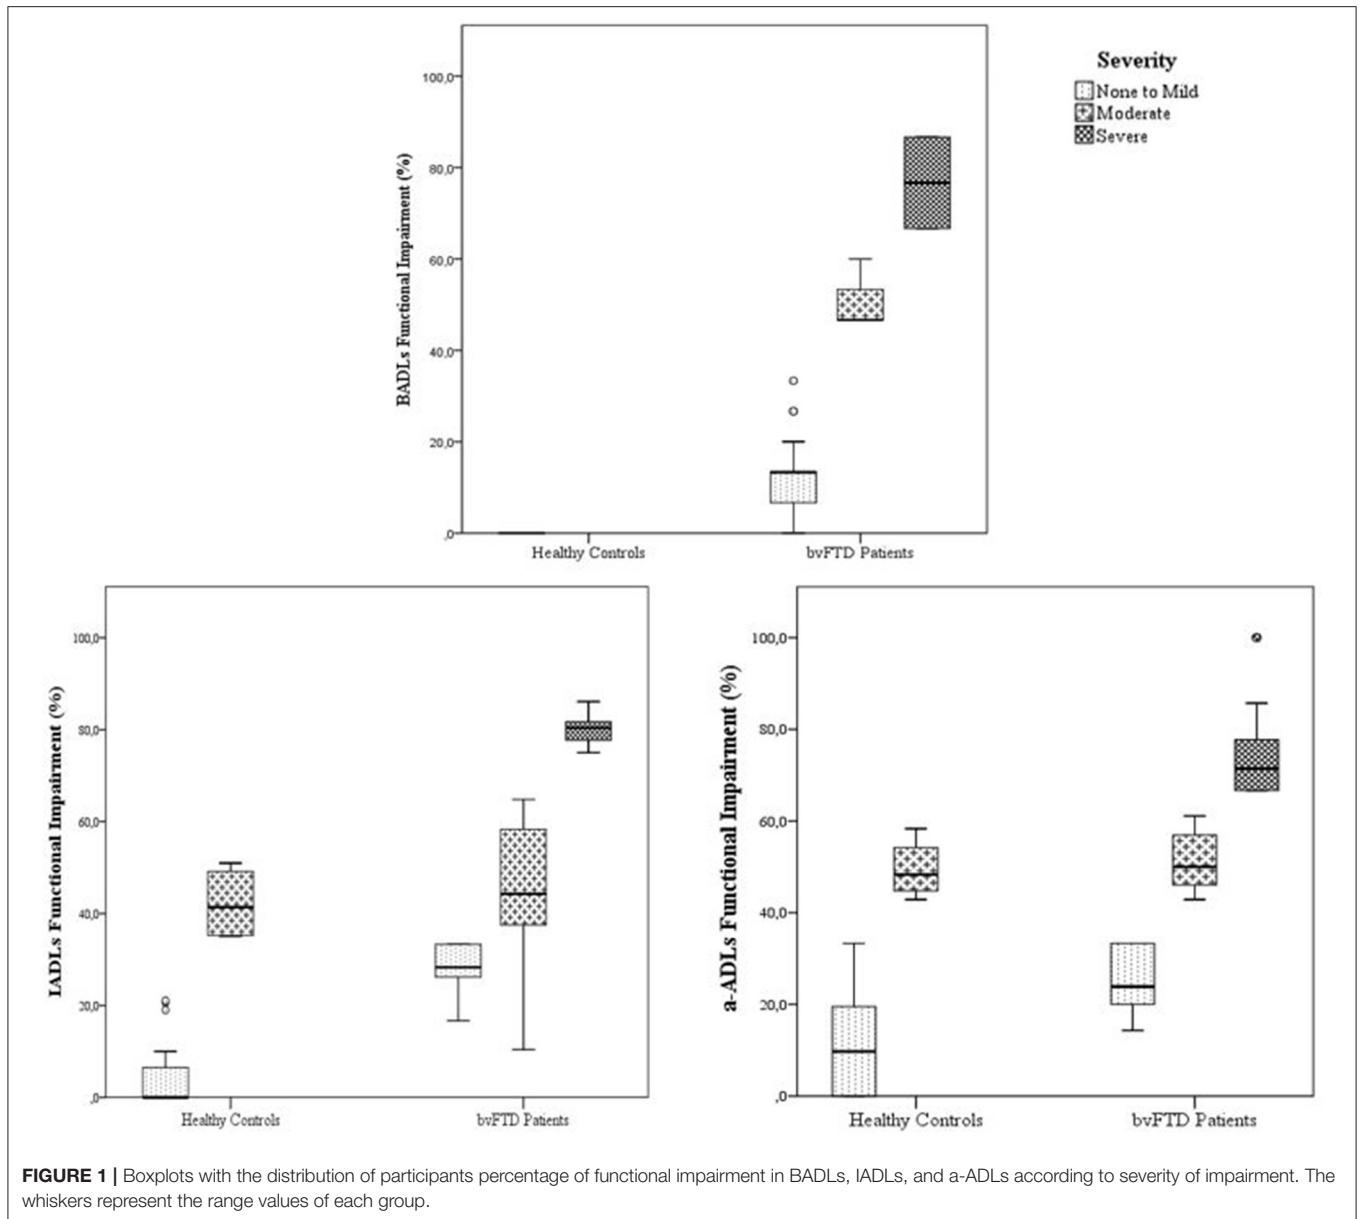 Severity
None to Mild
Moderate
Severe
BADLs Functional Impairment (%)
100,0
80,0
60,0
40,0
20,0
,0
Healthy Controls bvFTD Patients
IADLs Functional Impairment (%)
100,0
80,0
60,0
40,0
20,0
,0
Healthy Controls bvFTD Patients
a-ADLs Functional Impairment (%)
100,0
80,0
60,0
40,0
20,0
,0
Healthy Controls bvFTD Patients
FIGURE 1 | Boxplots with the distribution of participants percentage of functional impairment in BADLs, IADLs, and a-ADLs according to severity of impairment. The
whiskers represent the range values of each group.